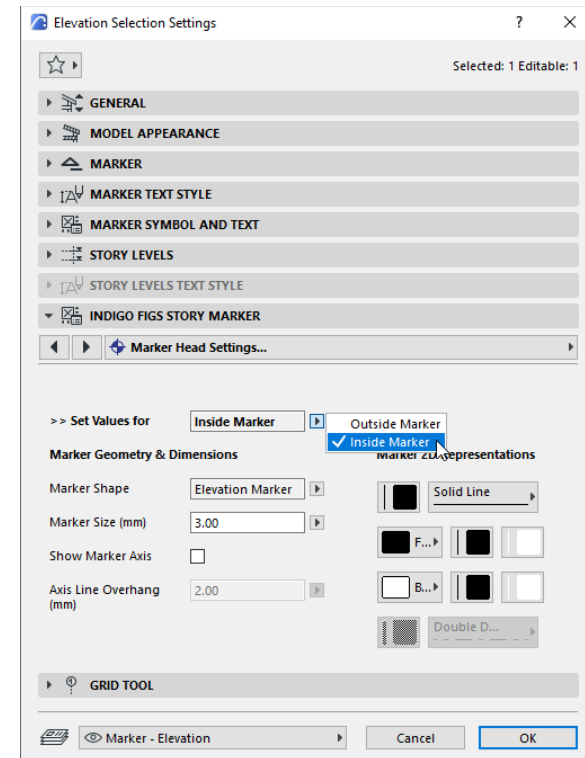 Elevation Selection Settings ? ×
Selected: 1 Editable: 1
GENERAL
MODEL APPEARANCE
MARKER
MARKER TEXT STYLE
MARKER SYMBOL AND TEXT
STORY LEVELS
STORY LEVELS TEXT STYLE
INDIGO FIGS STORY MARKER
Marker Head Settings...
>> Set Values for Inside Marker
Outside Marker
Inside Marker
Marker Geometry & Dimensions Marker 2D Representations
Marker Shape Elevation Marker Solid Line
Marker Size (mm) 3.00
F...
Show Marker Axis
Axis Line Overhang (mm) 2.00 B...
Double D...
GRID TOOL
Marker - Elevation Cancel OK